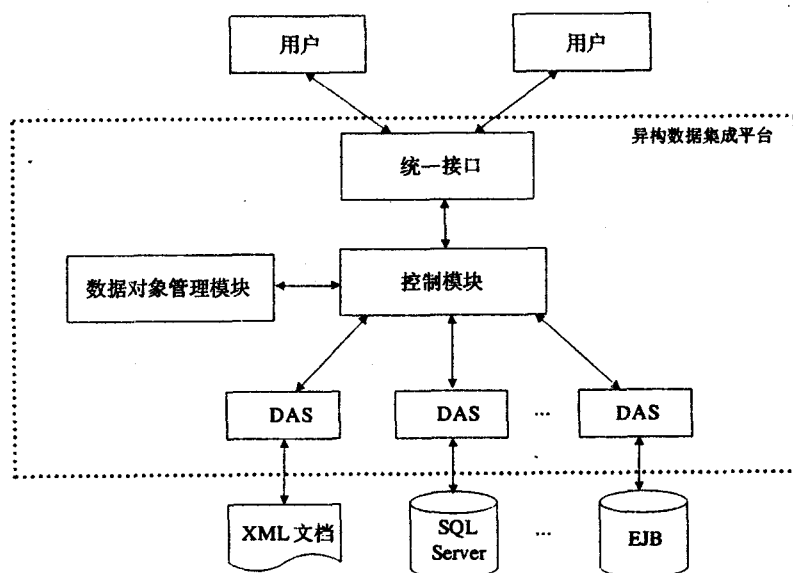 用户
用户
异构数据集成平台
统一接口
数据对象管理模块
控制模块
DAS
DAS
...
DAS
XML 文档
SQL
Server
...
EJB